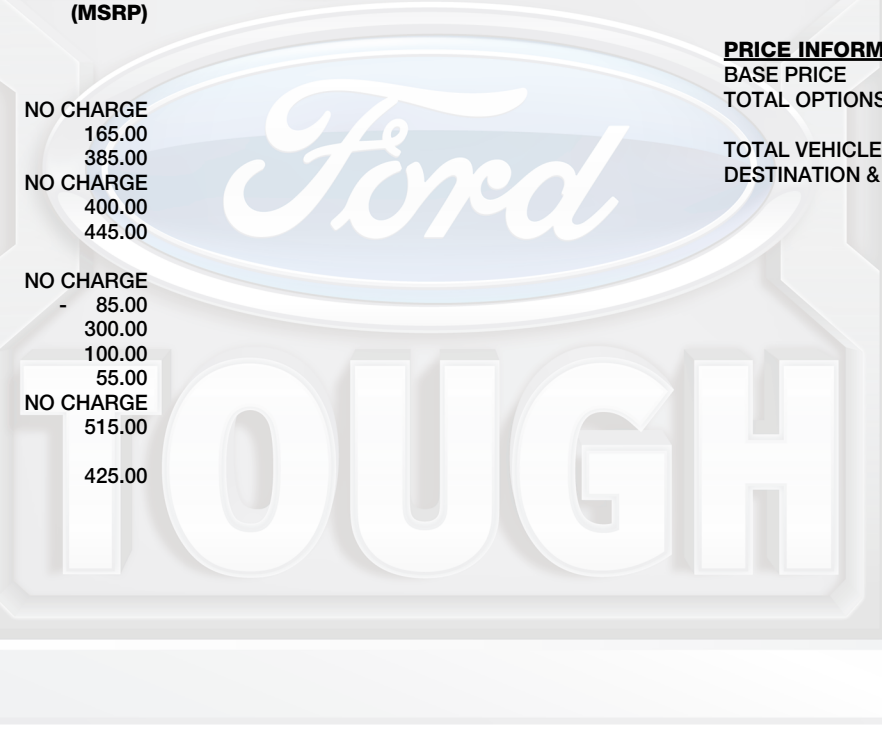 (MSRP)
NO CHARGE
165.00
385.00
NO CHARGE
400.00
445.00
NO CHARGE
- 85.00
300.00
100.00
55.00
NO CHARGE
515.00
425.00
PRICE INFORM
BASE PRICE
TOTAL OPTIONS
TOTAL VEHICLE
DESTINATION &
Ford
TOUGH